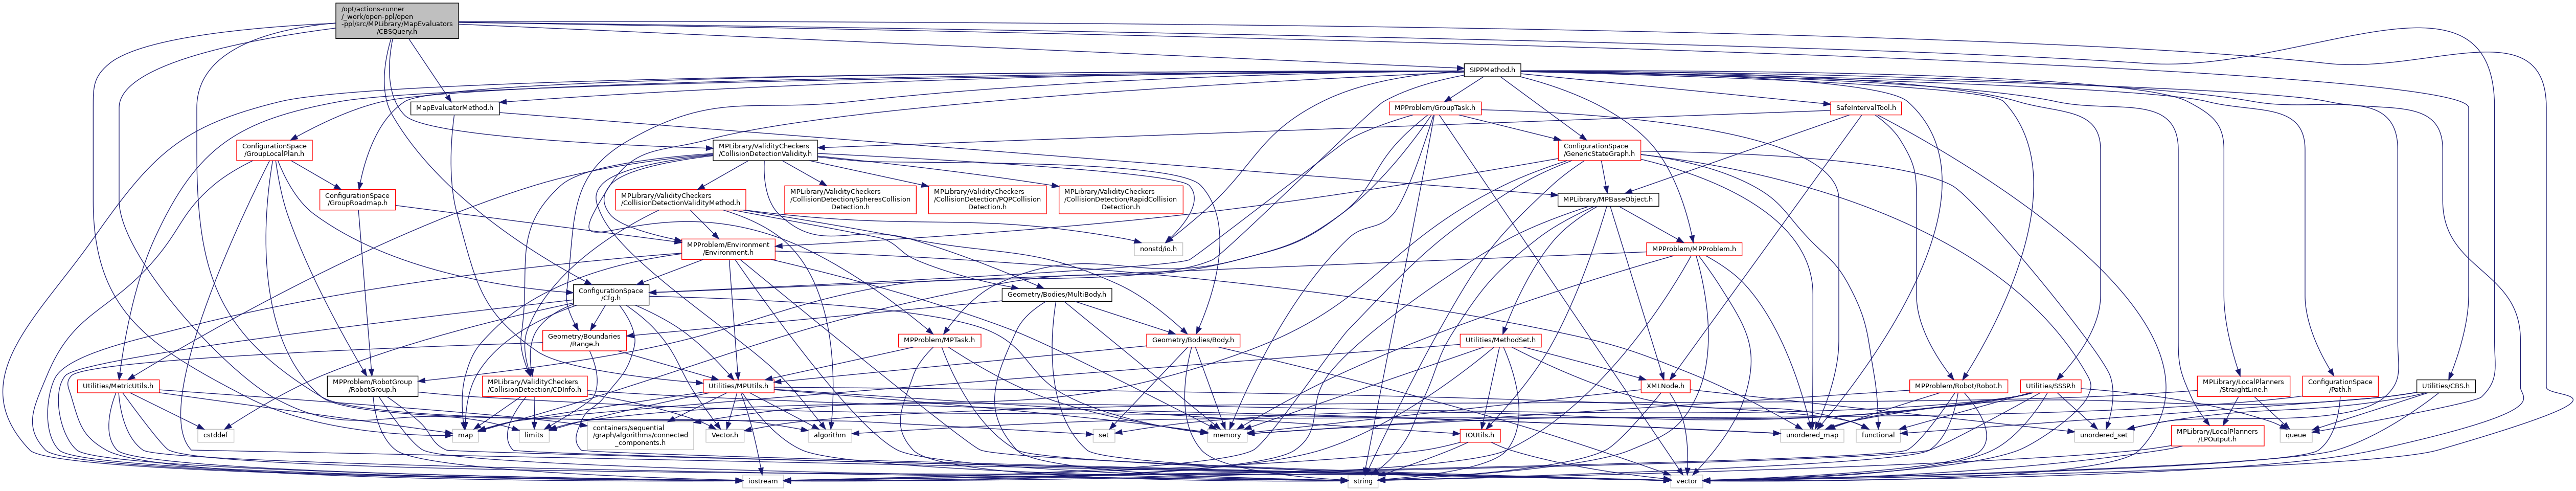 /opt/actions-runner
/_work/open-ppl/open
-ppl/src/MPLibrary/MapEvaluators
/CBSQuery.h
SIPPMethod.h
MapEvaluatorMethod.h
MPProblem/GroupTask.h
SafeIntervalTool.h
ConfigurationSpace
/GroupLocalPlan.h
MPLibrary/ValidityCheckers
/CollisionDetectionValidity.h
ConfigurationSpace
/GenericStateGraph.h
ConfigurationSpace
/GroupRoadmap.h
MPLibrary/ValidityCheckers
/CollisionDetectionValidityMethod.h
MPLibrary/ValidityCheckers
/CollisionDetection/SpheresCollision
Detection.h
MPLibrary/ValidityCheckers
/CollisionDetection/PQPCollision
Detection.h
MPLibrary/ValidityCheckers
/CollisionDetection/RapidCollision
Detection.h
MPLibrary/MPBaseObject.h
MPProblem/Environment
/Environment.h
nonstd/io.h
MPProblem/MPProblem.h
ConfigurationSpace
/Cfg.h
Geometry/Bodies/MultiBody.h
Geometry/Boundaries
/Range.h
MPProblem/MPTask.h
Geometry/Bodies/Body.h
Utilities/MethodSet.h
Utilities/MetricUtils.h
MPProblem/RobotGroup
/RobotGroup.h
MPLibrary/ValidityCheckers
/CollisionDetection/CDInfo.h
Utilities/MPUtils.h
XMLNode.h
MPProblem/Robot/Robot.h
Utilities/SSSP.h
MPLibrary/LocalPlanners
/StraightLine.h
ConfigurationSpace
/Path.h
Utilities/CBS.h
cstddef
map
limits
containers/sequential
/graph/algorithms/connected
_components.h
Vector.h
algorithm
set
memory
IOUtils.h
unordered_map
functional
unordered_set
MPLibrary/LocalPlanners
/LPOutput.h
queue
iostream
string
vector